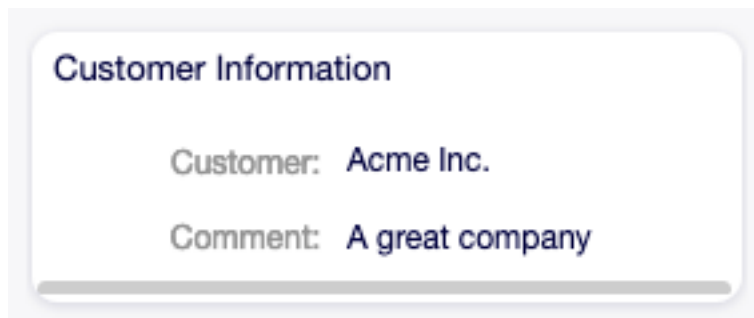 Customer Information
Customer: Acme Inc.
Comment: A great company